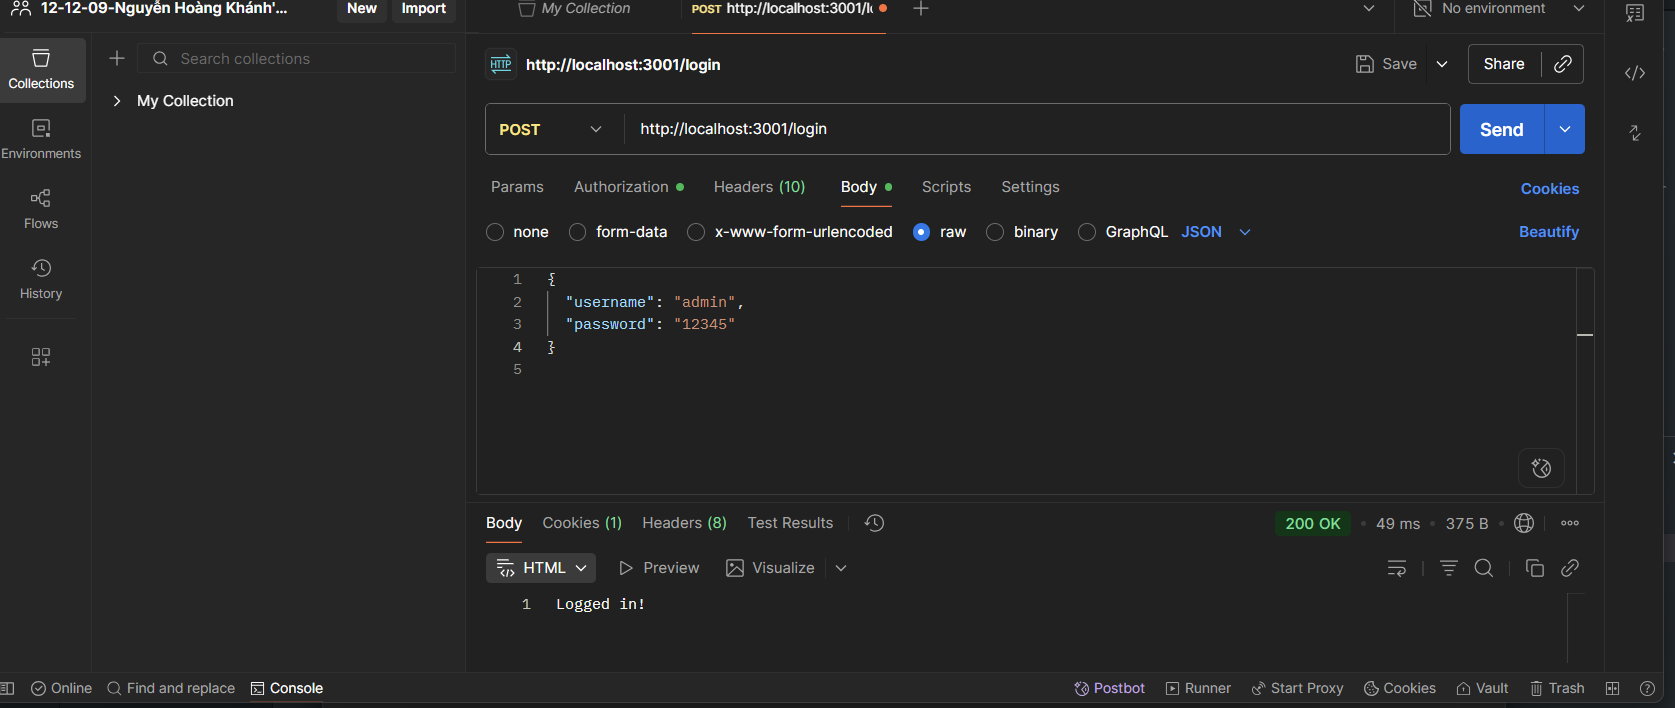 12-12-09-Nguyễn Hoàng Khánh'... New Import
My Collection POST http://localhost:3001/l No environment
Collections
Search collections
My Collection
Environments
Flows
History
HTTP http://localhost:3001/login Save Share
POST http://localhost:3001/login Send
Params Authorization Headers (10) Body Scripts Settings Cookies
none form-data x-www-form-urlencoded raw binary GraphQL JSON Beautify
1 {
2 "username": "admin",
3 "password": "12345"
4 }
5
Body Cookies (1) Headers (8) Test Results 200 OK 49 ms 375 B
HTML Preview Visualize
1 Logged in!
Online Find and replace Console Postbot Runner Start Proxy Cookies Vault Trash